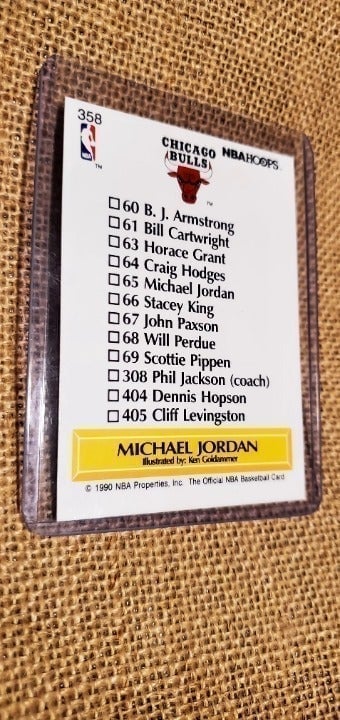 358
NBA
TM
CHICAGO BULLS
NBA HOOPS
TM
60 B. J. Armstrong
61 Bill Cartwright
63 Horace Grant
64 Craig Hodges
65 Michael Jordan
66 Stacey King
67 John Paxson
68 Will Perdue
69 Scottie Pippen
308 Phil Jackson (coach)
404 Dennis Hopson
405 Cliff Levingston
MICHAEL JORDAN
Illustrated by: Ken Goldammer
© 1990 NBA Properties, Inc. The Official NBA Basketball Card